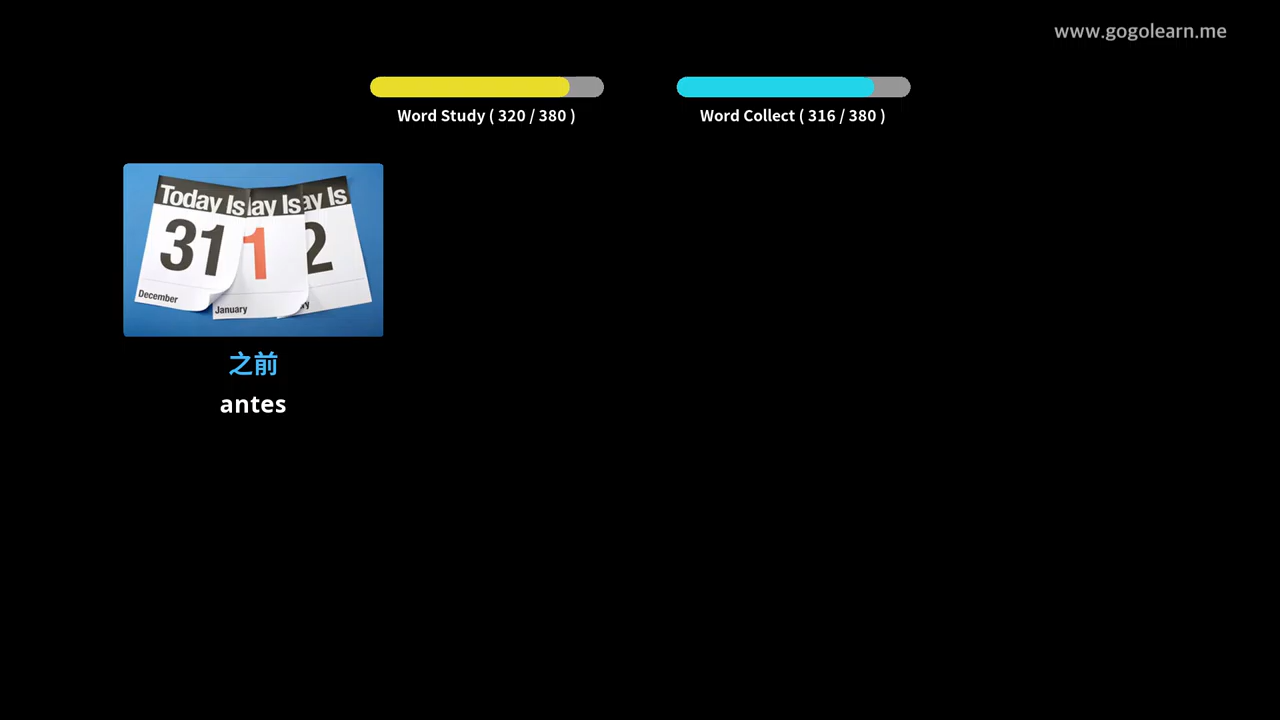 www.gogolearn.me
Word Study ( 320 / 380 )
Word Collect ( 316 / 380 )
Today Is
ay Is
ay Is
31
1
2
December
January
ry
之前
antes